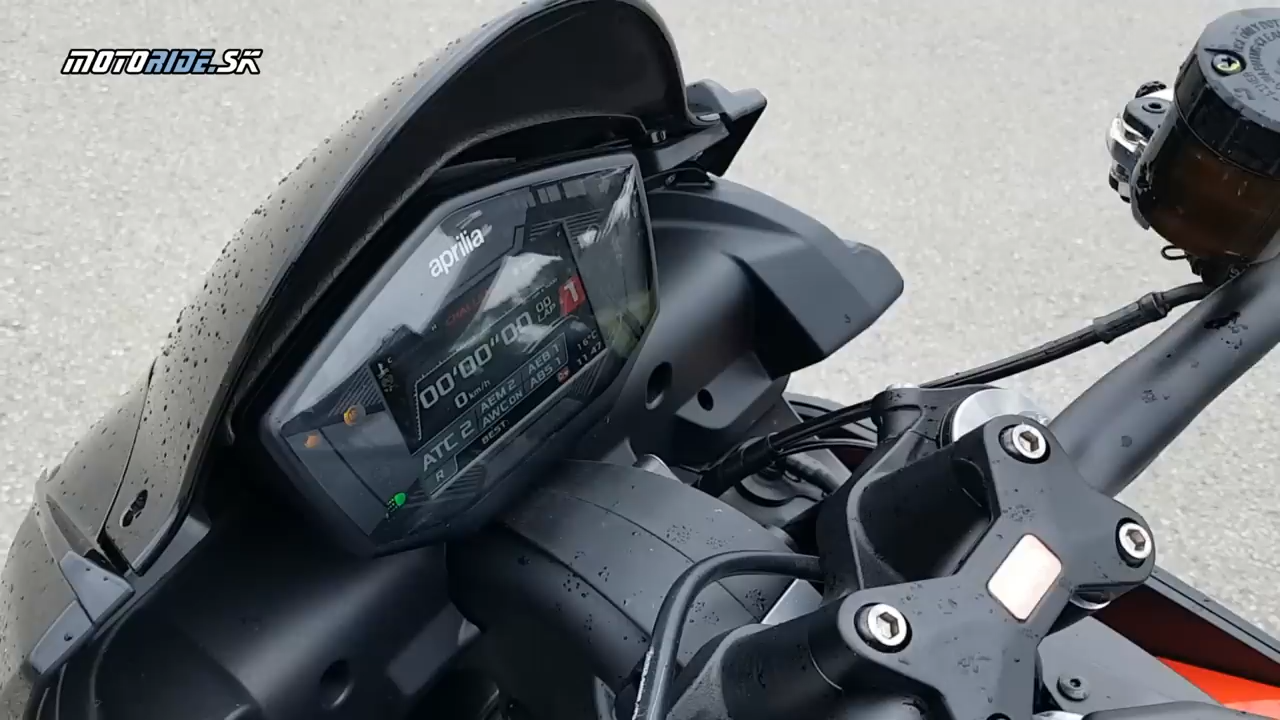 MOTORIDE.SK
aprilia
00'00"00
00
LAP
1
0 km/h
ATC 2
AEM 2
AEB 1
AWC ON
ABS 1
R
BEST:
16°C
11:47